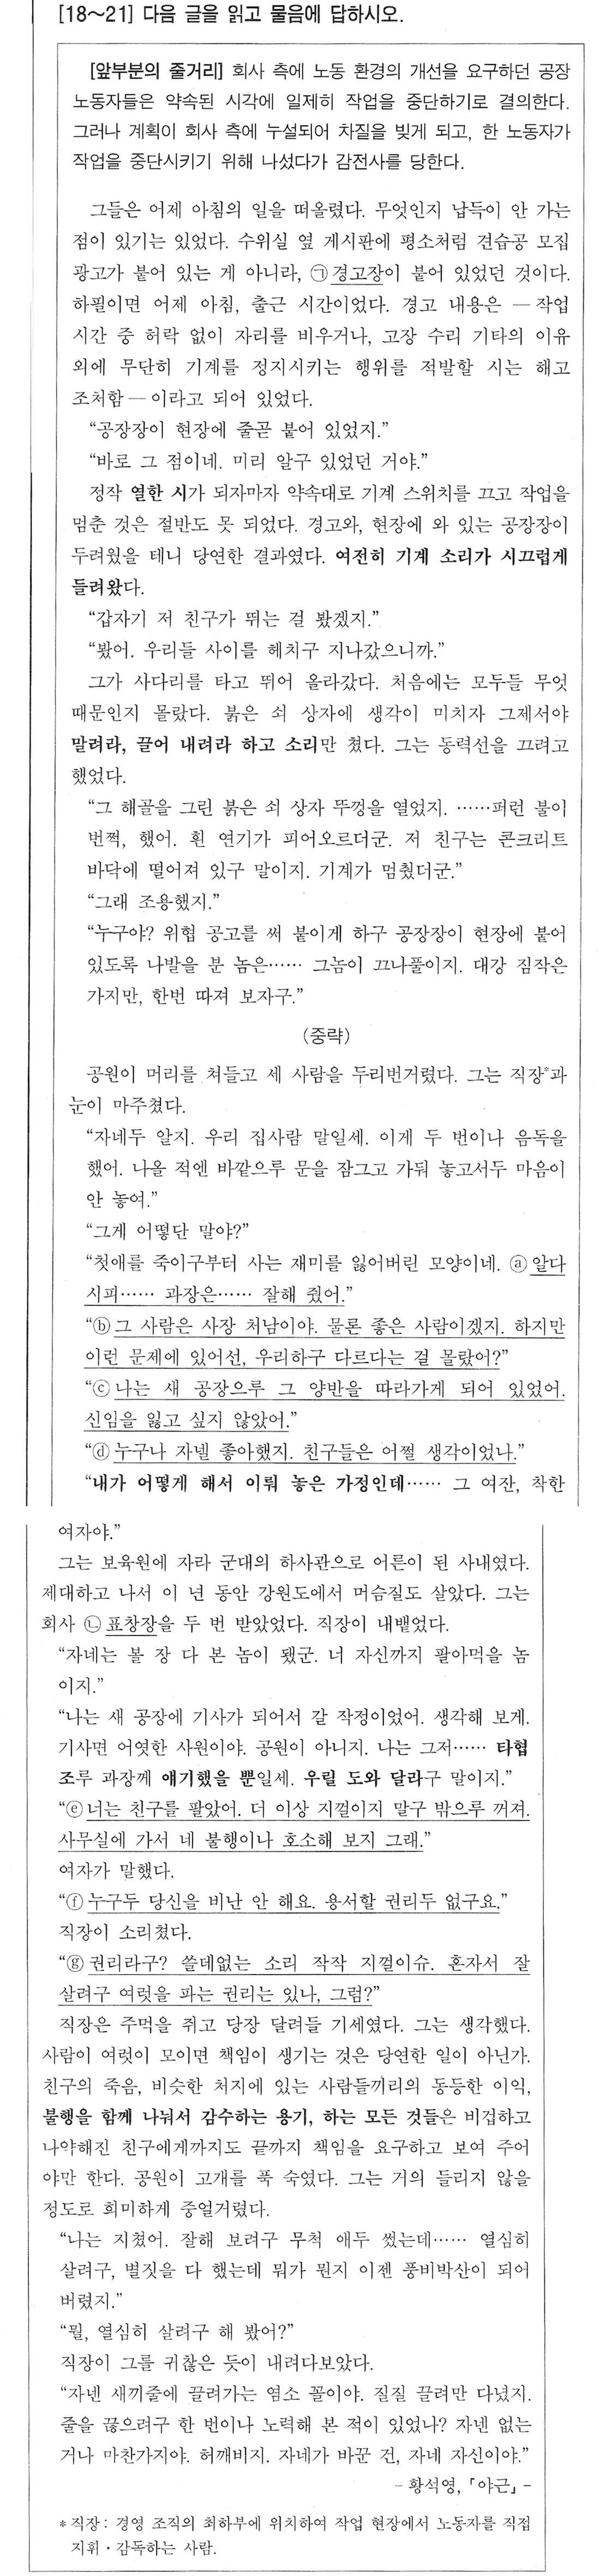 [18~21] 다음 글을 읽고 물음에 답하시오.
[앞부분의 줄거리] 회사 측에 노동 환경의 개선을 요구하던 공장
노동자들은 약속된 시각에 일제히 작업을 중단하기로 결의한다.
그러나 계획이 회사 측에 누설되어 차질을 빚게 되고, 한 노동자가
작업을 중단시키기 위해 나섰다가 감전사를 당한다.
그들은 어제 아침의 일을 떠올렸다. 무엇인지 납득이 안 가는
점이 있기는 있었다. 수위실 옆 게시판에 평소처럼 견습공 모집
광고가 붙어 있는 게 아니라, ㉠경고장이 붙어 있었던 것이다.
하필이면 어제 아침, 출근 시간이었다. 경고 내용은 ― 작업
시간 중 허락 없이 자리를 비우거나, 고장 수리 기타의 이유
외에 무단히 기계를 정지시키는 행위를 적발할 시는 해고
조처함 ― 이라고 되어 있었다.
“공장장이 현장에 줄곧 붙어 있었지.”
“바로 그 점이네. 미리 알구 있었던 거야.”
정작 열한 시가 되자마자 약속대로 기계 스위치를 끄고 작업을
멈춘 것은 절반도 못 되었다. 경고와, 현장에 와 있는 공장장이
두려웠을 테니 당연한 결과였다. 여전히 기계 소리가 시끄럽게
들려왔다.
“갑자기 저 친구가 뛰는 걸 봤겠지.”
“봤어. 우리들 사이를 헤치구 지나갔으니까.”
그가 사다리를 타고 뛰어 올라갔다. 처음에는 모두들 무엇
때문인지 몰랐다. 붉은 쇠 상자에 생각이 미치자 그제서야
말려라, 끌어 내려라 하고 소리만 쳤다. 그는 동력선을 끄려고
했었다.
“그 해골을 그린 붉은 쇠 상자 뚜껑을 열었지. ……퍼런 불이
번쩍, 했어. 흰 연기가 피어오르더군. 저 친구는 콘크리트
바닥에 떨어져 있구 말이지. 기계가 멈췄더군.”
“그래 조용했지.”
“누구야? 위협 공고를 써 붙이게 하구 공장장이 현장에 붙어
있도록 나발을 분 놈은…… 그놈이 끄나풀이지. 대강 짐작은
가지만, 한번 따져 보자구.”
(중략)
공원이 머리를 쳐들고 세 사람을 두리번거렸다. 그는 직장*과
눈이 마주쳤다.
“자네두 알지. 우리 집사람 말일세. 이게 두 번이나 음독을
했어. 나올 적엔 바깥으루 문을 잠그고 가둬 놓고서두 마음이
안 놓여.”
“그게 어떻단 말야?”
“첫애를 죽이구부터 사는 재미를 잃어버린 모양이네. ⓐ알다
시피…… 과장은…… 잘해 줬어.”
“ⓑ그 사람은 사장 처남이야. 물론 좋은 사람이겠지. 하지만
이런 문제에 있어선, 우리하구 다르다는 걸 몰랐어?”
“ⓒ나는 새 공장으루 그 양반을 따라가게 되어 있었어.
신임을 잃고 싶지 않았어.”
“ⓓ누구나 자넬 좋아했지. 친구들은 어쩔 생각이었나.”
“내가 어떻게 해서 이뤄 놓은 가정인데…… 그 여잔, 착한
여자야.”
그는 보육원에 자라 군대의 하사관으로 어른이 된 사내였다.
제대하고 나서 이 년 동안 강원도에서 머슴질도 살았다. 그는
회사 ㉡표창장을 두 번 받았었다. 직장이 내뱉었다.
“자네는 볼 장 다 본 놈이 됐군. 너 자신까지 팔아먹을 놈
이지.”
“나는 새 공장에 기사가 되어서 갈 작정이었어. 생각해 보게.
기사면 어엿한 사원이야. 공원이 아니지. 나는 그저…… 타협
조루 과장께 얘기했을 뿐일세. 우릴 도와 달라구 말이지.”
“ⓔ너는 친구를 팔았어. 더 이상 지껄이지 말구 밖으루 꺼져.
사무실에 가서 네 불행이나 호소해 보지 그래.”
여자가 말했다.
“ⓕ누구두 당신을 비난 안 해요. 용서할 권리두 없구요.”
직장이 소리쳤다.
“ⓖ권리라구? 쓸데없는 소리 작작 지껄이슈. 혼자서 잘
살려구 여럿을 파는 권리는 있나, 그럼?”
직장은 주먹을 쥐고 당장 달려들 기세였다. 그는 생각했다.
사람이 여럿이 모이면 책임이 생기는 것은 당연한 일이 아닌가.
친구의 죽음, 비슷한 처지에 있는 사람들끼리의 동등한 이익,
불행을 함께 나눠서 감수하는 용기, 하는 모든 것들은 비겁하고
나약해진 친구에게까지도 끝까지 책임을 요구하고 보여 주어
야만 한다. 공원이 고개를 푹 숙였다. 그는 거의 들리지 않을
정도로 희미하게 중얼거렸다.
“나는 지쳤어. 잘해 보려구 무척 애두 썼는데…… 열심히
살려구, 별짓을 다 했는데 뭐가 뭔지 이젠 풍비박산이 되어
버렸지.”
“뭘, 열심히 살려구 해 봤어?”
직장이 그를 귀찮은 듯이 내려다보았다.
“자넨 새끼줄에 끌려가는 염소 꼴이야. 질질 끌려만 다녔지.
줄을 끊으려구 한 번이나 노력해 본 적이 있었나? 자넨 없는
거나 마찬가지야. 허깨비지. 자네가 바꾼 건, 자네 자신이야.”
- 황석영, 「야근」 -
* 직장 : 경영 조직의 최하부에 위치하여 작업 현장에서 노동자를 직접
지휘·감독하는 사람.